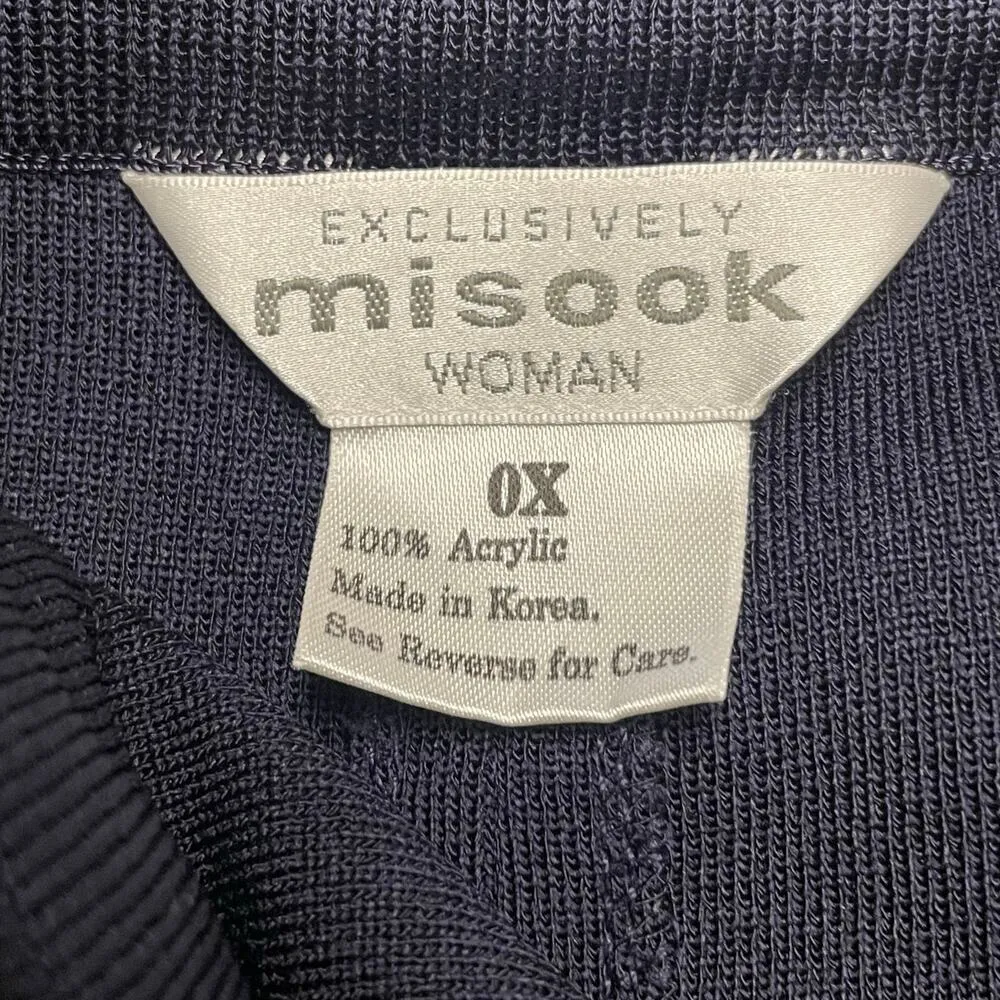 EXCLUSIVELY
misook
WOMAN
0X
100% Acrylic
Made in Korea.
See Reverse for Care.